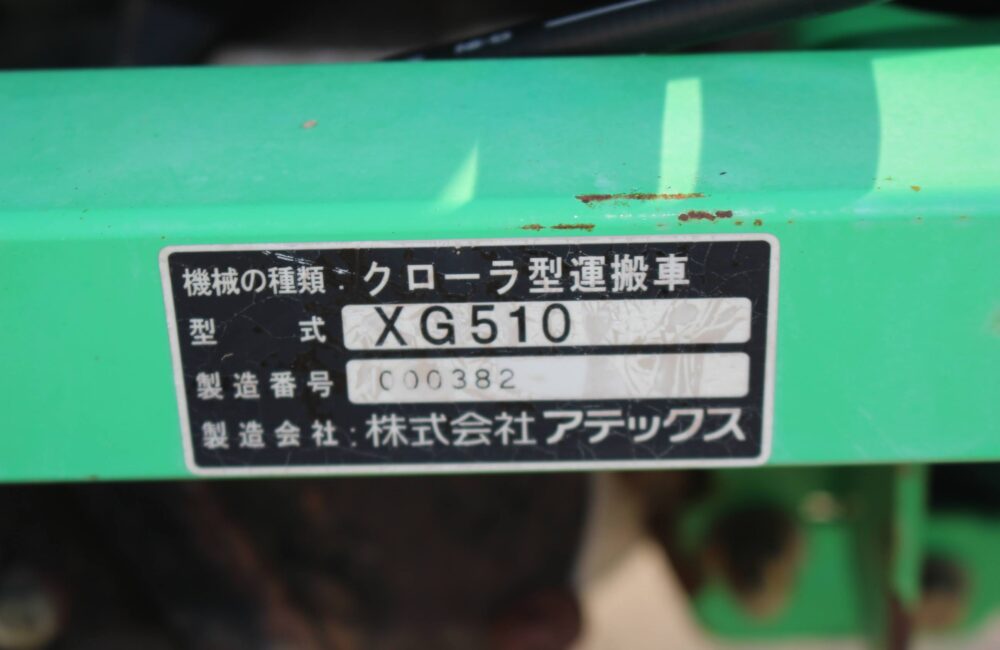 機械の種類 : クローラ型運搬車
型 式 XG510
製造番号 000382
製造会社 : 株式会社アテックス